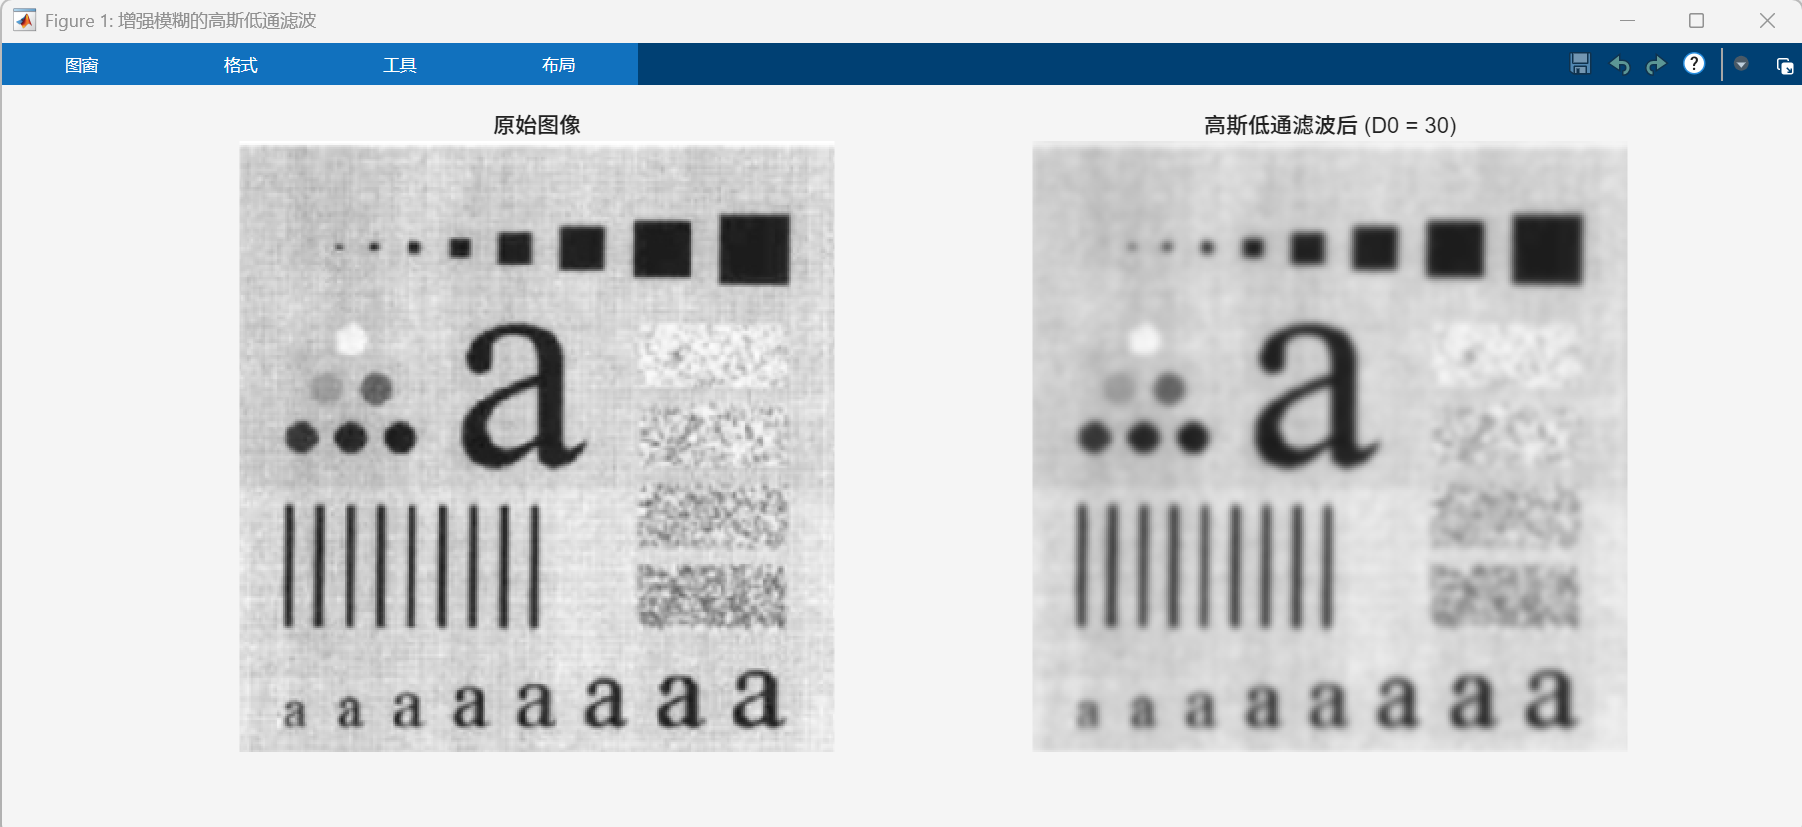 Figure 1: 增强模糊的高斯低通滤波
图窗 格式 工具 布局
原始图像
高斯低通滤波后 (D0 = 30)
a
a a a a a a a a
a
a a a a a a a a